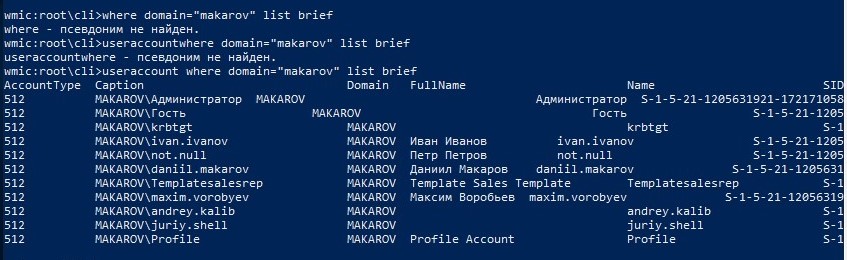 wmic:root\cli>where domain="makarov" list brief
where - псевдоним не найден.
wmic:root\cli>useraccountwhere domain="makarov" list brief
useraccountwhere - псевдоним не найден.
wmic:root\cli>useraccount where domain="makarov" list brief
AccountType Caption Domain FullName Name SID
512 MAKAROV\Администратор MAKAROV Администратор S-1-5-21-1205631921-172171058
512 MAKAROV\Гость MAKAROV Гость S-1-5-21-1205
512 MAKAROV\krbtgt MAKAROV krbtgt S-1
512 MAKAROV\ivan.ivanov MAKAROV Иван Иванов ivan.ivanov S-1-5-21-1205
512 MAKAROV\not.null MAKAROV Петр Петров not.null S-1-5-21-1205
512 MAKAROV\daniil.makarov MAKAROV Даниил Макаров daniil.makarov S-1-5-21-1205631
512 MAKAROV\Templatesalesrep MAKAROV Template Sales Template Templatesalesrep S-1
512 MAKAROV\maxim.vorobyev MAKAROV Максим Воробьев maxim.vorobyev S-1-5-21-12056319
512 MAKAROV\andrey.kalib MAKAROV andrey.kalib S-1
512 MAKAROV\juriy.shell MAKAROV juriy.shell S-1
512 MAKAROV\Profile MAKAROV Profile Account Profile S-1